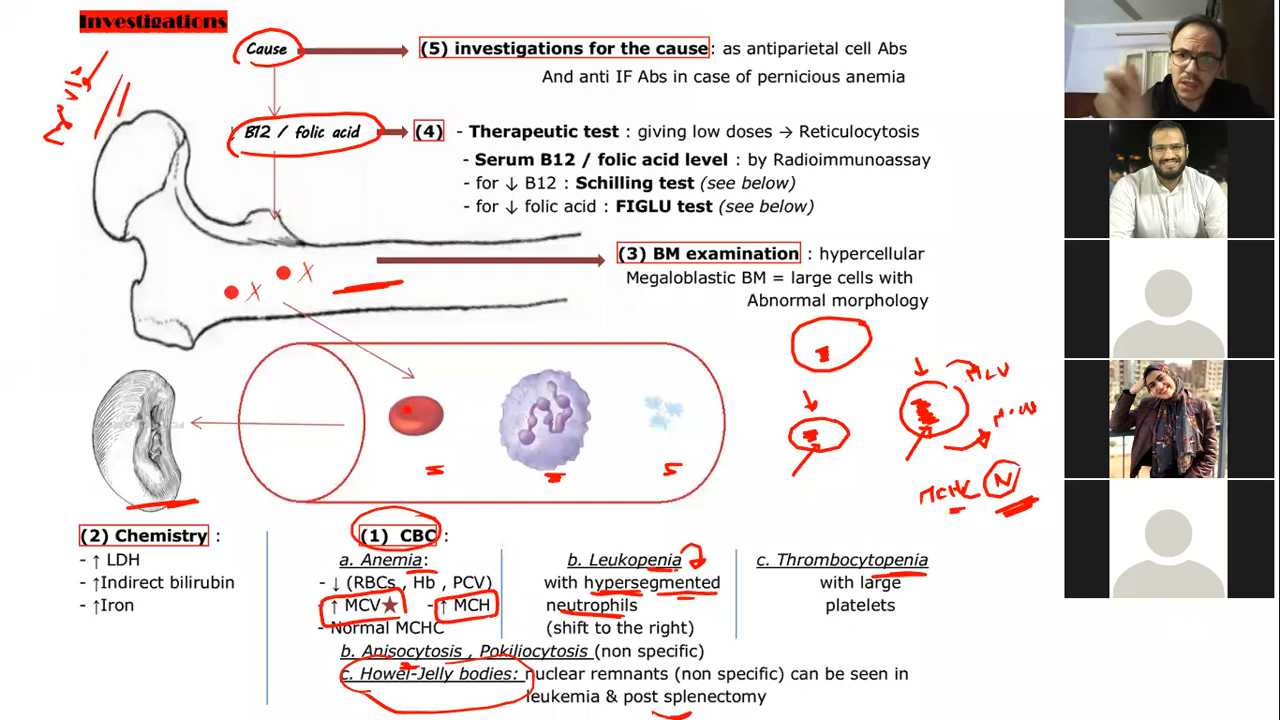 Investigations
Cause
(5) investigations for the cause: as antiparietal cell Abs
And anti IF Abs in case of pernicious anemia
B12 / folic acid
(4) - Therapeutic test : giving low doses → Reticulocytosis
- Serum B12 / folic acid level : by Radioimmunoassay
- for ↓ B12 : Schilling test (see below)
- for ↓ folic acid : FIGLU test (see below)
(3) BM examination : hypercellular
Megaloblastic BM = large cells with
Abnormal morphology
X
X
MCV
MCHC N
(2) Chemistry :
- ↑ LDH
- ↑Indirect bilirubin
- ↑Iron
(1) CBC :
a. Anemia:
- ↓ (RBCs , Hb , PCV)
- ↑ MCV★ - ↑ MCH
- Normal MCHC
b. Leukopenia
with hypersegmented
neutrophils
(shift to the right)
c. Thrombocytopenia
with large
platelets
b. Anisocytosis , Pokiliocytosis (non specific)
c. Howel-Jelly bodies: nuclear remnants (non specific) can be seen in
leukemia & post splenectomy